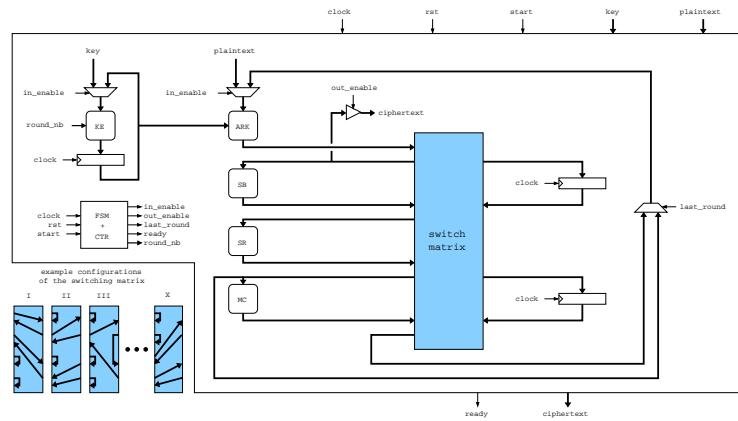 clock
rst
start
key
plaintext
key
plaintext
in_enable
in_enable
out_enable
ciphertext
round_nb
KE
ARK
clock
SB
clock
switch
matrix
last_round
SR
MC
clock
clock
rst
start
FSM
+
CTR
in_enable
out_enable
last_round
ready
round_nb
example configurations
of the switching matrix
I
II
III
X
ready
ciphertext